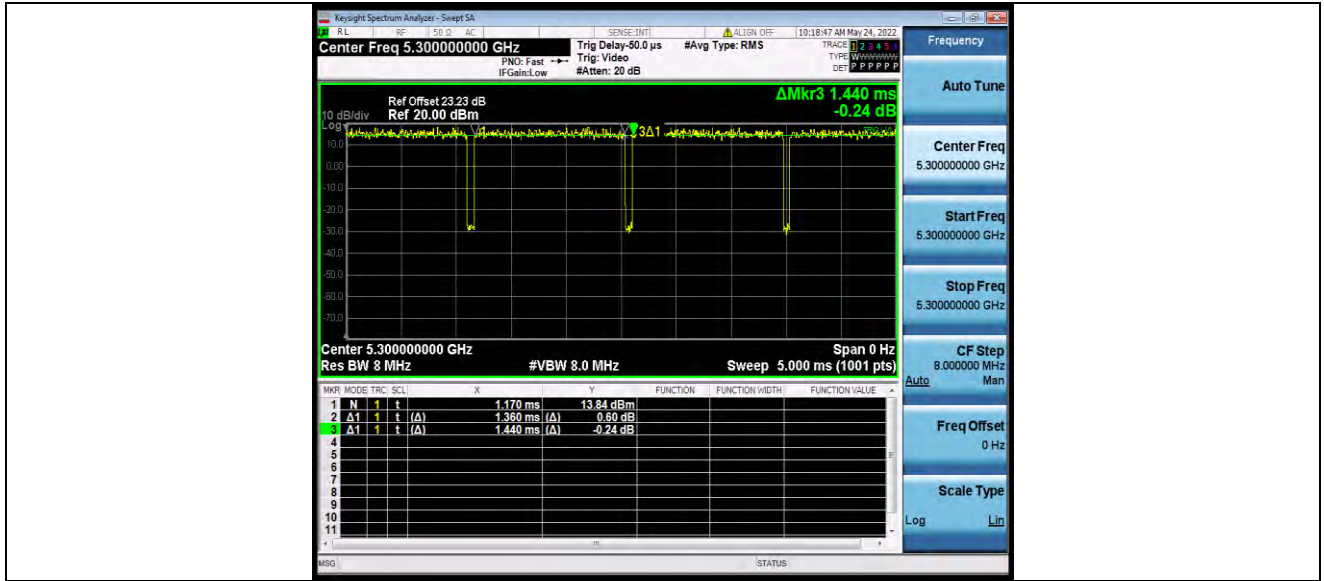 Keysight Spectrum Analyzer - Swept SA
RL RF 50 Ω AC SENSE:INT ALIGN OFF 10:18:47 AM May 24, 2022
Center Freq 5.300000000 GHz
PNO: Fast
IFGain:Low
Trig Delay-50.0 µs
Trig: Video
#Atten: 20 dB
#Avg Type: RMS
TRACE 1 2 3 4 5 6
TYPE WWWWWW
DET P P P P P P
ΔMkr3 1.440 ms
-0.24 dB
Ref Offset 23.23 dB
10 dB/div Ref 20.00 dBm
Log
3Δ1
10.0
0.00
-10.0
-20.0
-30.0
-40.0
-50.0
-60.0
-70.0
Center 5.300000000 GHz Span 0 Hz
Res BW 8 MHz #VBW 8.0 MHz Sweep 5.000 ms (1001 pts)
MKR MODE TRC SCL X Y FUNCTION FUNCTION WIDTH FUNCTION VALUE
1 N 1 t 1.170 ms 13.84 dBm
2 Δ1 1 t (Δ) 1.360 ms (Δ) 0.60 dB
3 Δ1 1 t (Δ) 1.440 ms (Δ) -0.24 dB
4
5
6
7
8
9
10
11
MSG STATUS
Frequency
Auto Tune
Center Freq
5.300000000 GHz
Start Freq
5.300000000 GHz
Stop Freq
5.300000000 GHz
CF Step
8.000000 MHz
Auto Man
Freq Offset
0 Hz
Scale Type
Log Lin